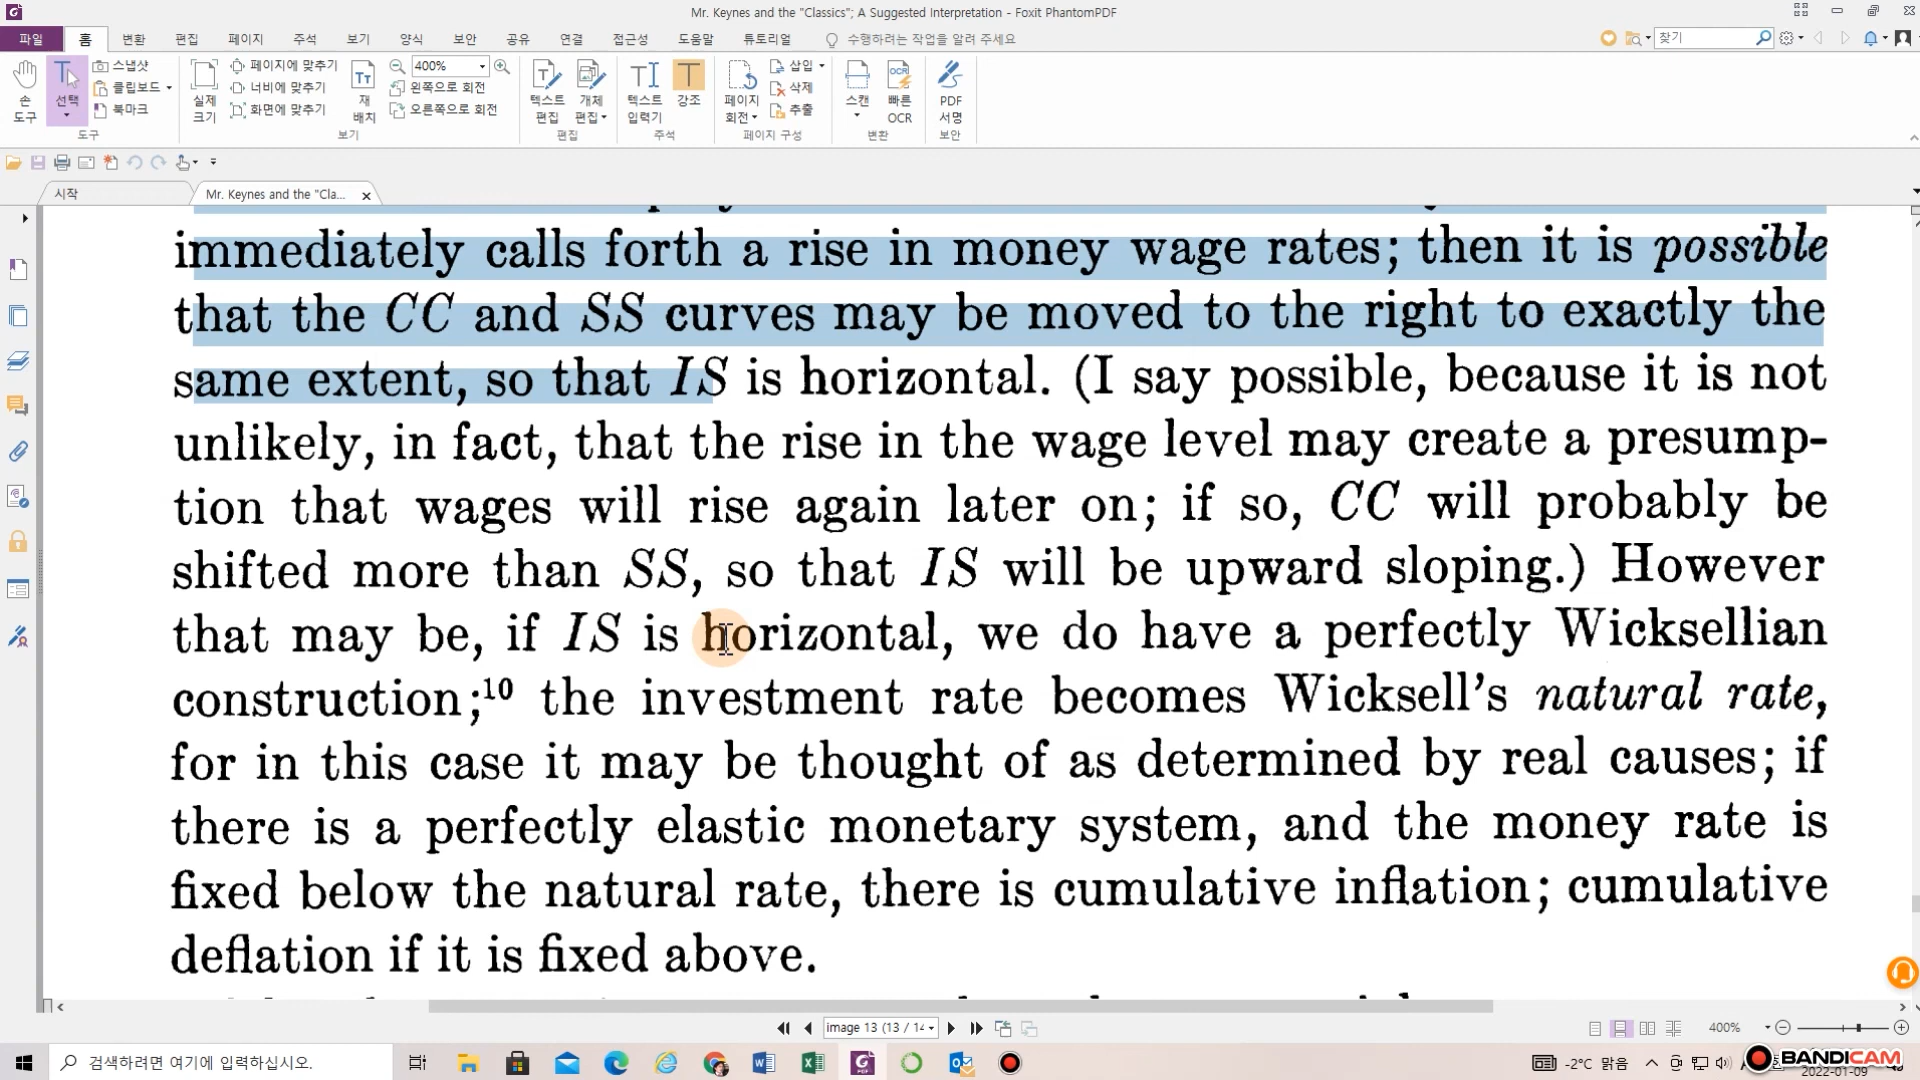 Mr. Keynes and the "Classics"; A Suggested Interpretation - Foxit PhantomPDF
파일 홈 변환 편집 페이지 주석 보기 양식 보안 공유 연결 접근성 도움말 튜토리얼 수행하려는 작업을 알려 주세요 찾기
손 도구
선택
스냅샷
클립보드
북마크
도구
실제 크기
페이지에 맞추기
너비에 맞추기
화면에 맞추기
재 배치
400%
왼쪽으로 회전
오른쪽으로 회전
보기
텍스트 편집
개체 편집
편집
텍스트 입력기
강조
주석
페이지 회전
삽입
삭제
추출
페이지 구성
스캔
빠른 OCR
변환
PDF 서명
보안
시작
Mr. Keynes and the "Cla...
immediately calls forth a rise in money wage rates; then it is possible
that the CC and SS curves may be moved to the right to exactly the
same extent, so that IS is horizontal. (I say possible, because it is not
unlikely, in fact, that the rise in the wage level may create a presump-
tion that wages will rise again later on; if so, CC will probably be
shifted more than SS, so that IS will be upward sloping.) However
that may be, if IS is horizontal, we do have a perfectly Wicksellian
construction;¹⁰ the investment rate becomes Wicksell's natural rate,
for in this case it may be thought of as determined by real causes; if
there is a perfectly elastic monetary system, and the money rate is
fixed below the natural rate, there is cumulative inflation; cumulative
deflation if it is fixed above.
image 13 (13 / 14
400%
검색하려면 여기에 입력하십시오.
-2°C 맑음
BANDICAM
2022-01-09